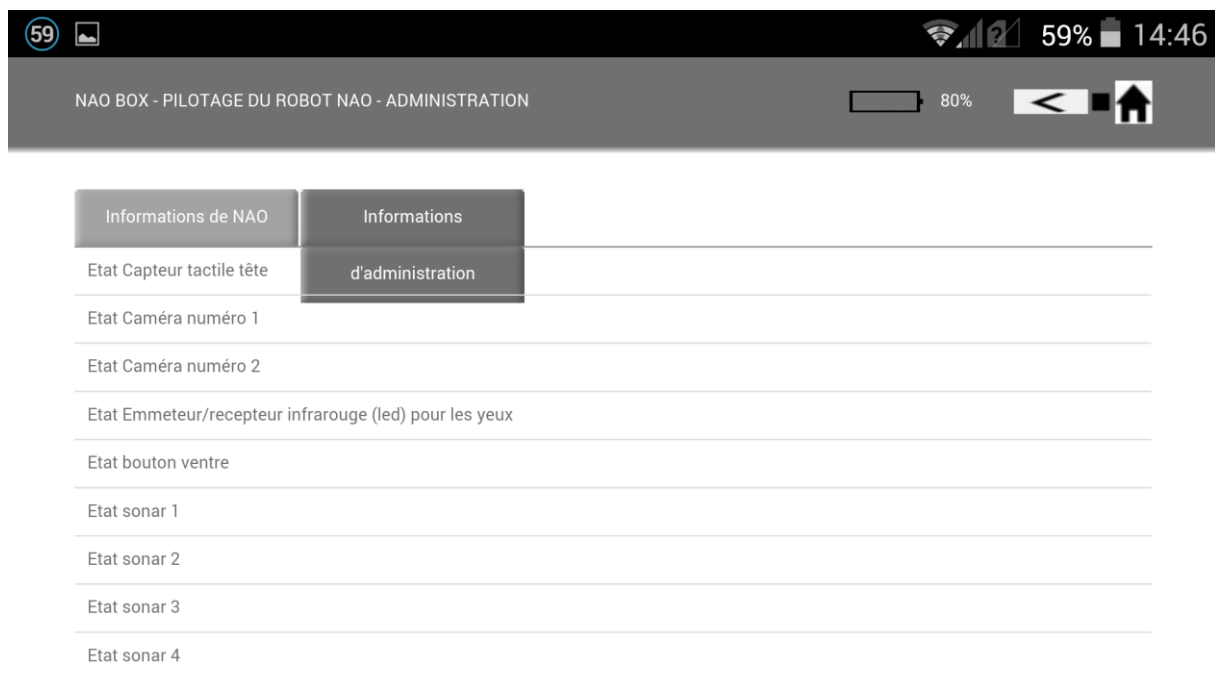 59 59% 14:46
NAO BOX - PILOTAGE DU ROBOT NAO - ADMINISTRATION 80%
Informations de NAO Informations
d'administration
Etat Capteur tactile tête
Etat Caméra numéro 1
Etat Caméra numéro 2
Etat Emmeteur/recepteur infrarouge (led) pour les yeux
Etat bouton ventre
Etat sonar 1
Etat sonar 2
Etat sonar 3
Etat sonar 4